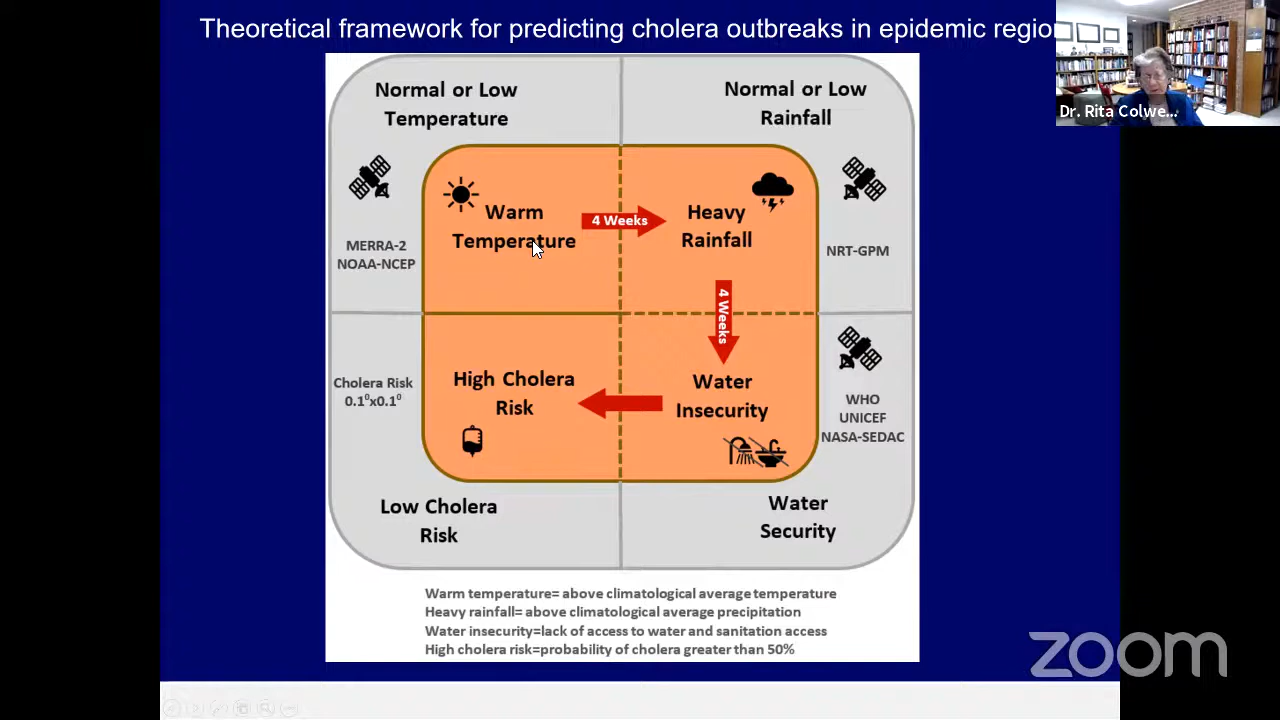 Theoretical framework for predicting cholera outbreaks in epidemic region
Dr. Rita Colwe...
Normal or Low
Temperature
Normal or Low
Rainfall
Warm
Temperature
4 Weeks
Heavy
Rainfall
MERRA-2
NOAA-NCEP
NRT-GPM
4 Weeks
Cholera Risk
0.1⁰x0.1⁰
High Cholera
Risk
Water
Insecurity
WHO
UNICEF
NASA-SEDAC
Low Cholera
Risk
Water
Security
Warm temperature= above climatological average temperature
Heavy rainfall= above climatological average precipitation
Water insecurity=lack of access to water and sanitation access
High cholera risk=probability of cholera greater than 50%
zoom